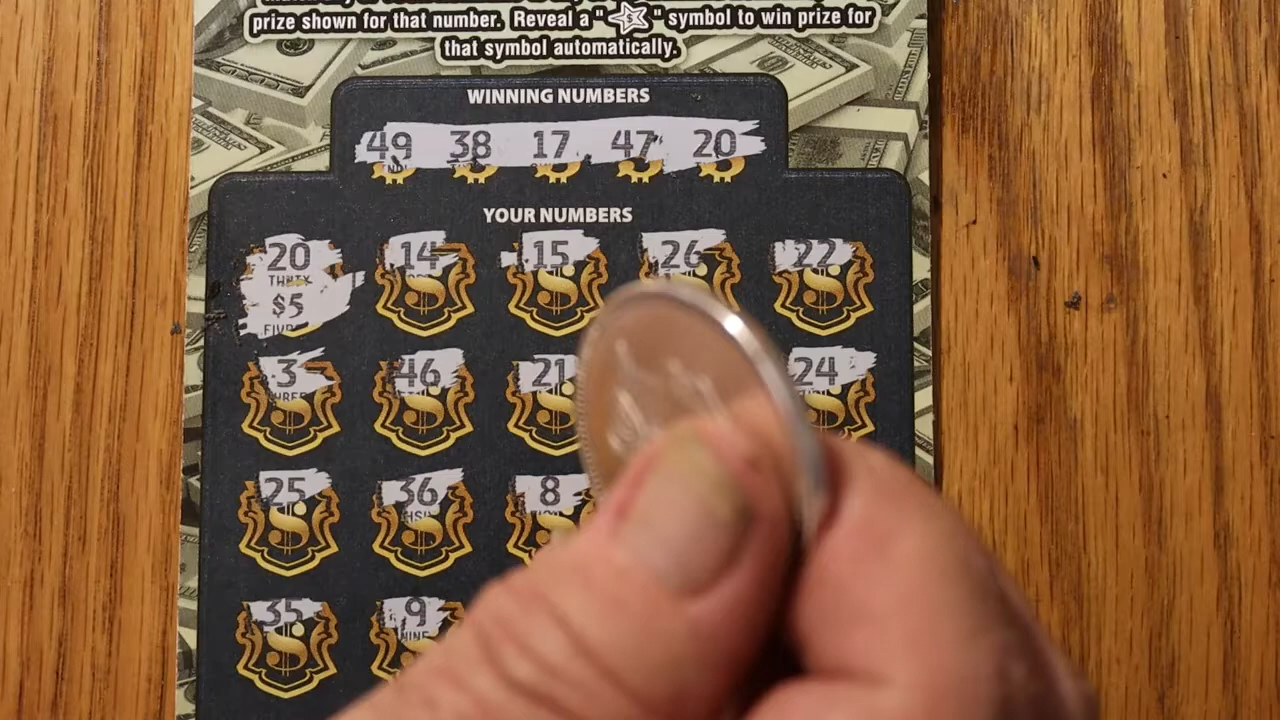 prize shown for that number. Reveal a " " symbol to win prize for
that symbol automatically.
WINNING NUMBERS
49 38 17 47 20
YOUR NUMBERS
20 14 15 26 22
$5
3 46 21 24
25 36 8
35 9
NINE